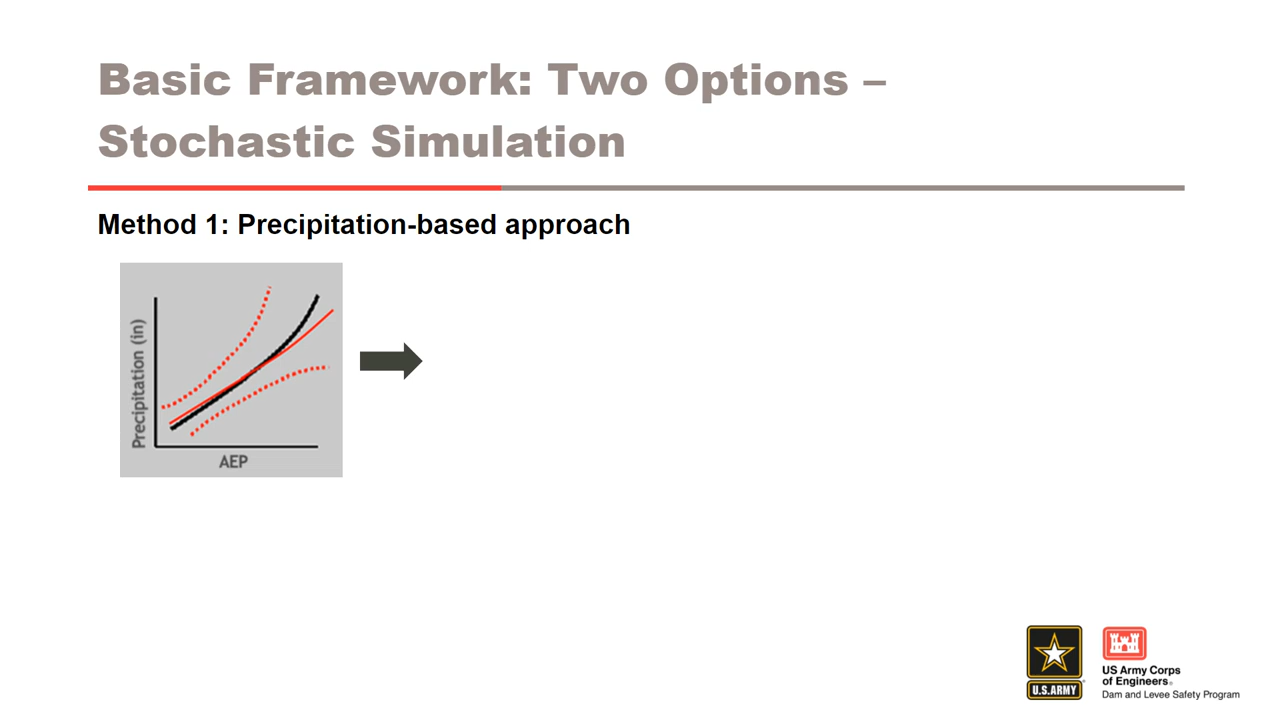 Basic Framework: Two Options –
Stochastic Simulation
Method 1: Precipitation-based approach
Precipitation (in)
AEP
U.S.ARMY
US Army Corps
of Engineers®
Dam and Levee Safety Program